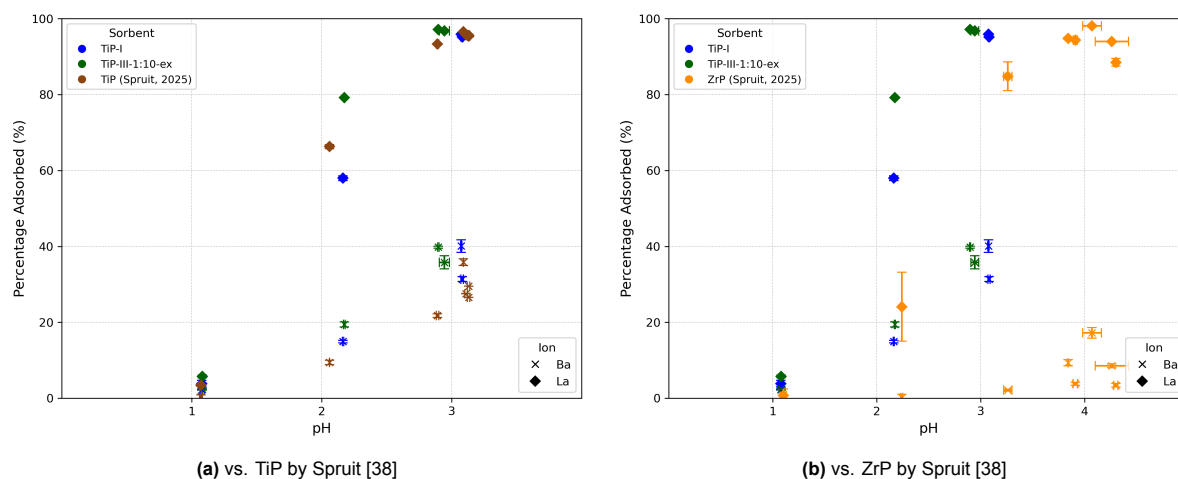 100
80
60
40
20
0
Percentage Adsorbed (%)
1
2
3
pH
Sorbent
TiP-I
TiP-III-1:10-ex
TiP (Spruit, 2025)
Ion
Ba
La
(a) vs. TiP by Spruit [38]
100
80
60
40
20
0
Percentage Adsorbed (%)
1
2
3
4
pH
Sorbent
TiP-I
TiP-III-1:10-ex
ZrP (Spruit, 2025)
Ion
Ba
La
(b) vs. ZrP by Spruit [38]